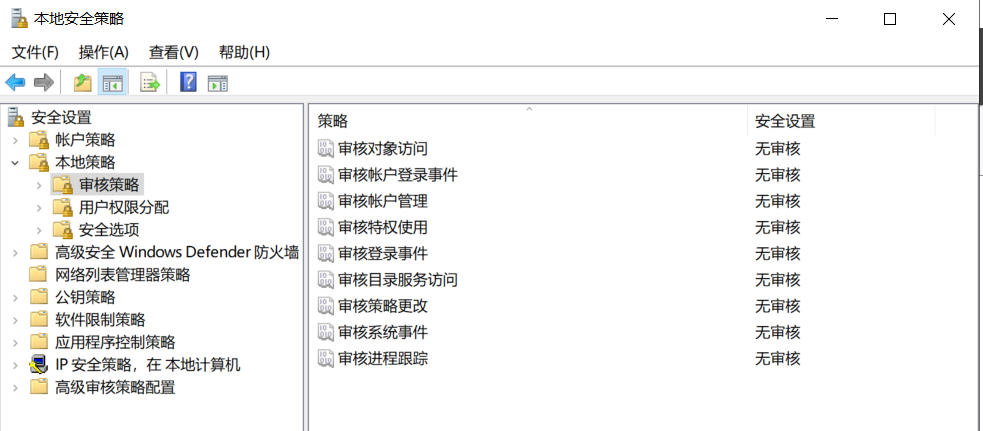 本地安全策略
文件(F) 操作(A) 查看(V) 帮助(H)
安全设置
帐户策略
本地策略
审核策略
用户权限分配
安全选项
高级安全 Windows Defender 防火墙
网络列表管理器策略
公钥策略
软件限制策略
应用程序控制策略
IP 安全策略，在 本地计算机
高级审核策略配置
策略 安全设置
审核对象访问 无审核
审核帐户登录事件 无审核
审核帐户管理 无审核
审核特权使用 无审核
审核登录事件 无审核
审核目录服务访问 无审核
审核策略更改 无审核
审核系统事件 无审核
审核进程跟踪 无审核